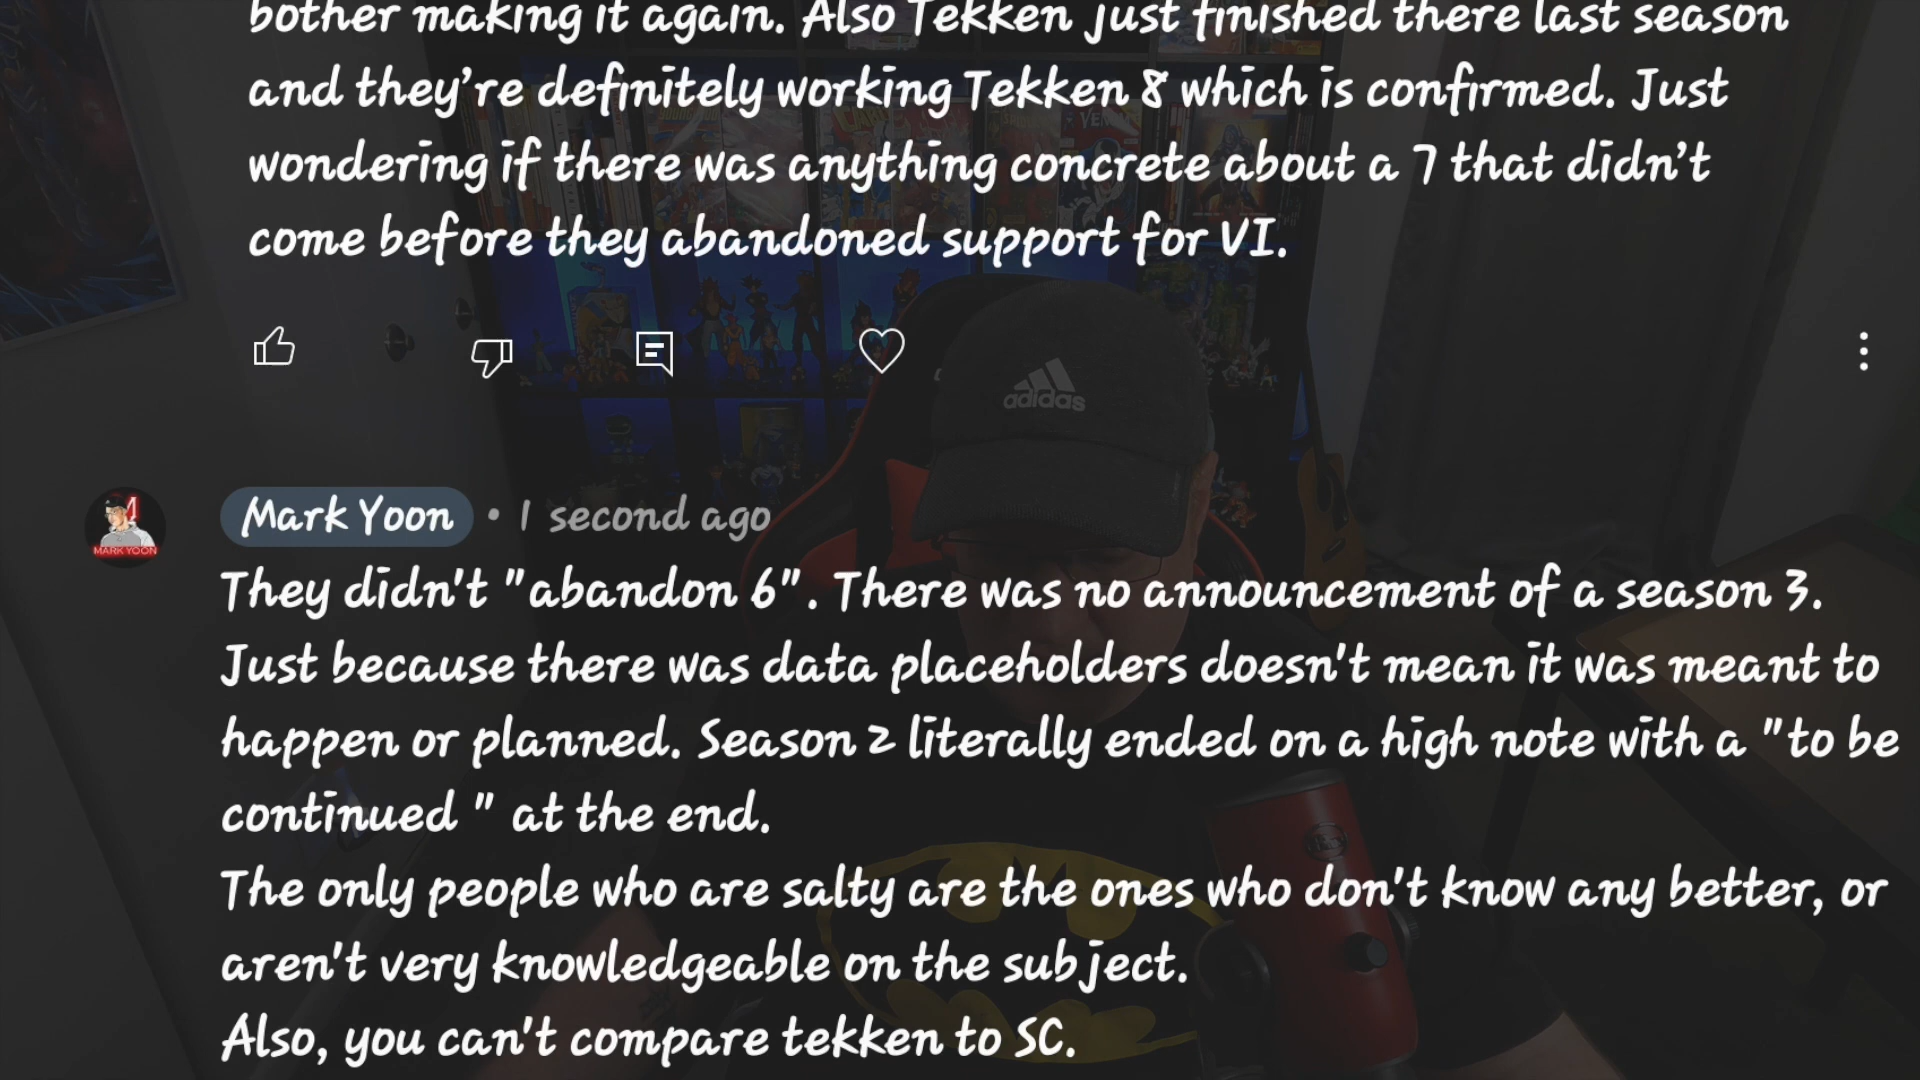 bother making it again. Also Tekken just finished there last season
and they're definitely working Tekken 8 which is confirmed. Just
wondering if there was anything concrete about a 7 that didn't
come before they abandoned support for VI.
adidas
Mark Yoon • 1 second ago
MARK YOON
They didn't "abandon 6". There was no announcement of a season 3.
Just because there was data placeholders doesn't mean it was meant to
happen or planned. Season 2 literally ended on a high note with a "to be
continued " at the end.
The only people who are salty are the ones who don't know any better, or
aren't very knowledgeable on the subject.
Also, you can't compare tekken to SC.